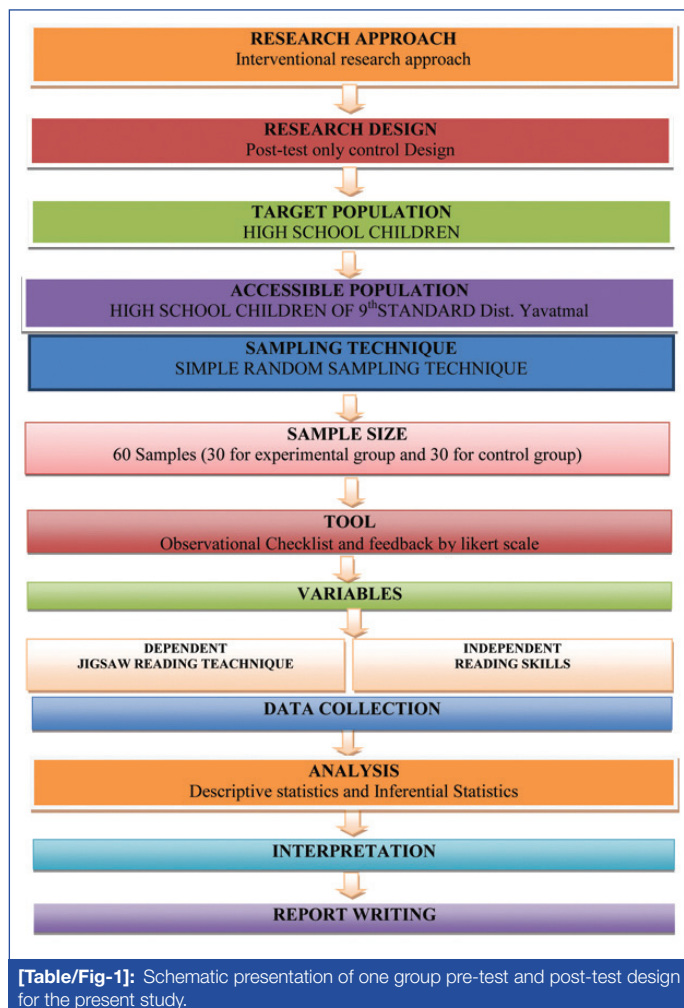 RESEARCH APPROACH
Interventional research approach
RESEARCH DESIGN
Post-test only control Design
TARGET POPULATION
HIGH SCHOOL CHILDREN
ACCESSIBLE POPULATION
HIGH SCHOOL CHILDREN OF 9thSTANDARD Dist. Yavatmal
SAMPLING TECHNIQUE
SIMPLE RANDOM SAMPLING TECHNIQUE
SAMPLE SIZE
60 Samples (30 for experimental group and 30 for control group)
TOOL
Observational Checklist and feedback by likert scale
VARIABLES
DEPENDENT
JIGSAW READING TEACHNIQUE
INDEPENDENT
READING SKILLS
DATA COLLECTION
ANALYSIS
Descriptive statistics and Inferential Statistics
INTERPRETATION
REPORT WRITING
[Table/Fig-1]: Schematic presentation of one group pre-test and post-test design
for the present study.